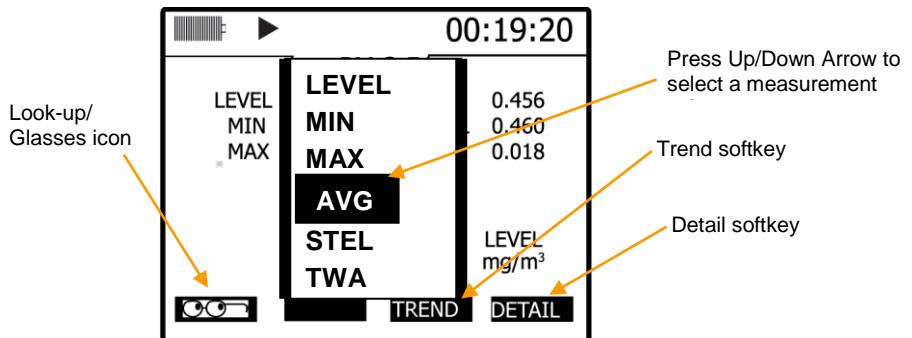 00:19:20
Press Up/Down Arrow to
select a measurement
Look-up/
Glasses icon
LEVEL
MIN
MAX
LEVEL
MIN
MAX
AVG
STEL
TWA
0.456
0.460
0.018
LEVEL
mg/m³
Trend softkey
Detail softkey
TREND
DETAIL